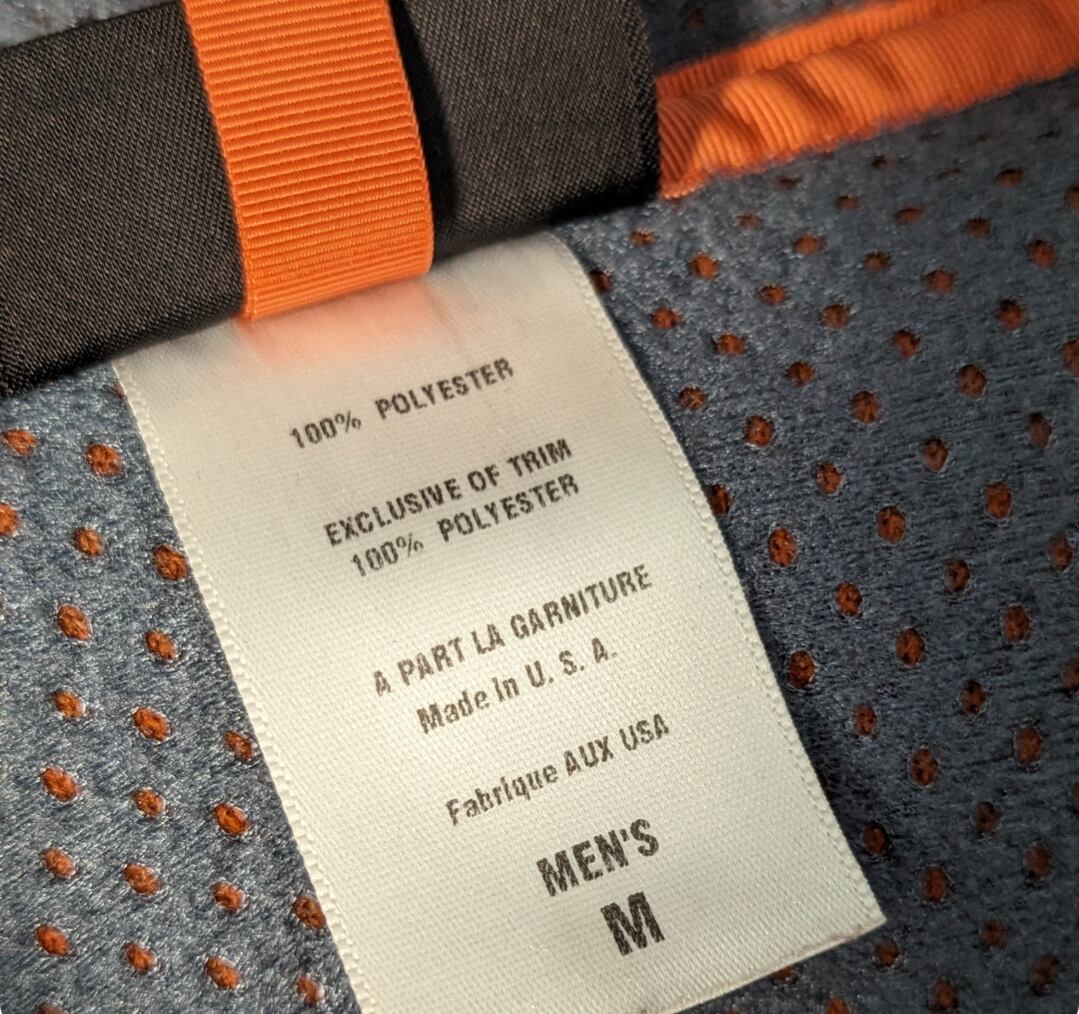 100% POLYESTER
EXCLUSIVE OF TRIM
100% POLYESTER
A PART LA GARNITURE
Made in U. S. A.
Fabrique AUX USA
MEN'S
M